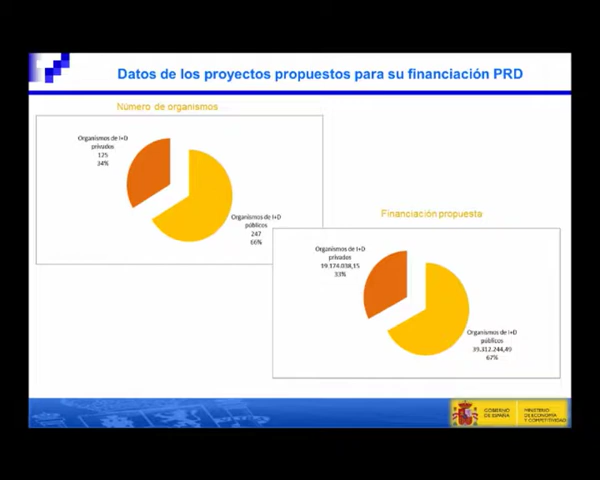 Datos de los proyectos propuestos para su financiación PRD
Número de organismos
Organismos de I+D
privados
125
34%
Organismos de I+D
públicos
247
66%
Financiación propuesta
Organismos de I+D
privados
19.174.038,15
33%
Organismos de I+D
públicos
39.312.244,49
67%
GOBIERNO
DE ESPAÑA
MINISTERIO
DE ECONOMÍA
Y COMPETITIVIDAD